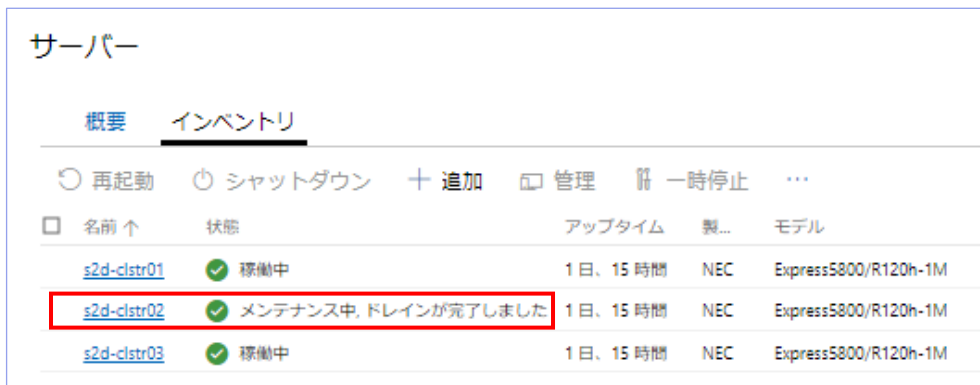 サーバー
概要 インベントリ
再起動 シャットダウン + 追加 管理 一時停止 …
名前 ↑ 状態 アップタイム 製... モデル
s2d-clstr01 稼働中 1 日、15 時間 NEC Express5800/R120h-1M
s2d-clstr02 メンテナンス中, ドレインが完了しました 1 日、15 時間 NEC Express5800/R120h-1M
s2d-clstr03 稼働中 1 日、15 時間 NEC Express5800/R120h-1M